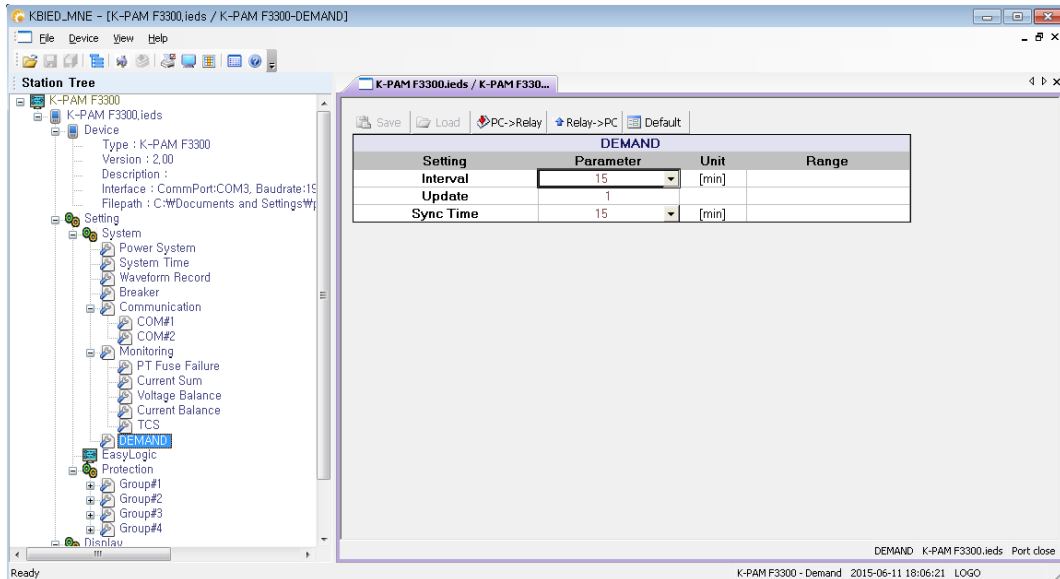 KBIED_MNE - [K-PAM F3300,ieds / K-PAM F3300-DEMAND]
File Device View Help
Station Tree
K-PAM F3300.ieds / K-PAM F330...
K-PAM F3300
K-PAM F3300,ieds
Device
Type : K-PAM F3300
Version : 2,00
Description :
Interface : CommPort:COM3, Baudrate:19
Filepath : C:₩Documents and Settings₩
Setting
System
Power System
System Time
Waveform Record
Breaker
Communication
COM#1
COM#2
Monitoring
PT Fuse Failure
Current Sum
Voltage Balance
Current Balance
TCS
DEMAND
EasyLogic
Protection
Group#1
Group#2
Group#3
Group#4
Display
Save Load PC->Relay Relay->PC Default
DEMAND
Setting Parameter Unit Range
Interval 15 [min]
Update 1
Sync Time 15 [min]
DEMAND K-PAM F3300.ieds Port close
Ready K-PAM F3300 - Demand 2015-06-11 18:06:21 LOGO